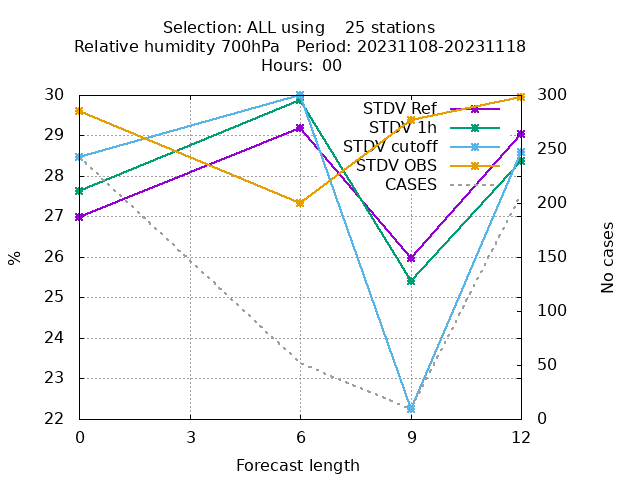 Selection: ALL using    25 stations
Relative humidity 700hPa   Period: 20231108-20231118
Hours: 00
30
29
28
27
26
25
24
23
22
%
300
250
200
150
100
50
0
No cases
STDV Ref
STDV 1h
STDV cutoff
STDV OBS
CASES
0 3 6 9 12
Forecast length